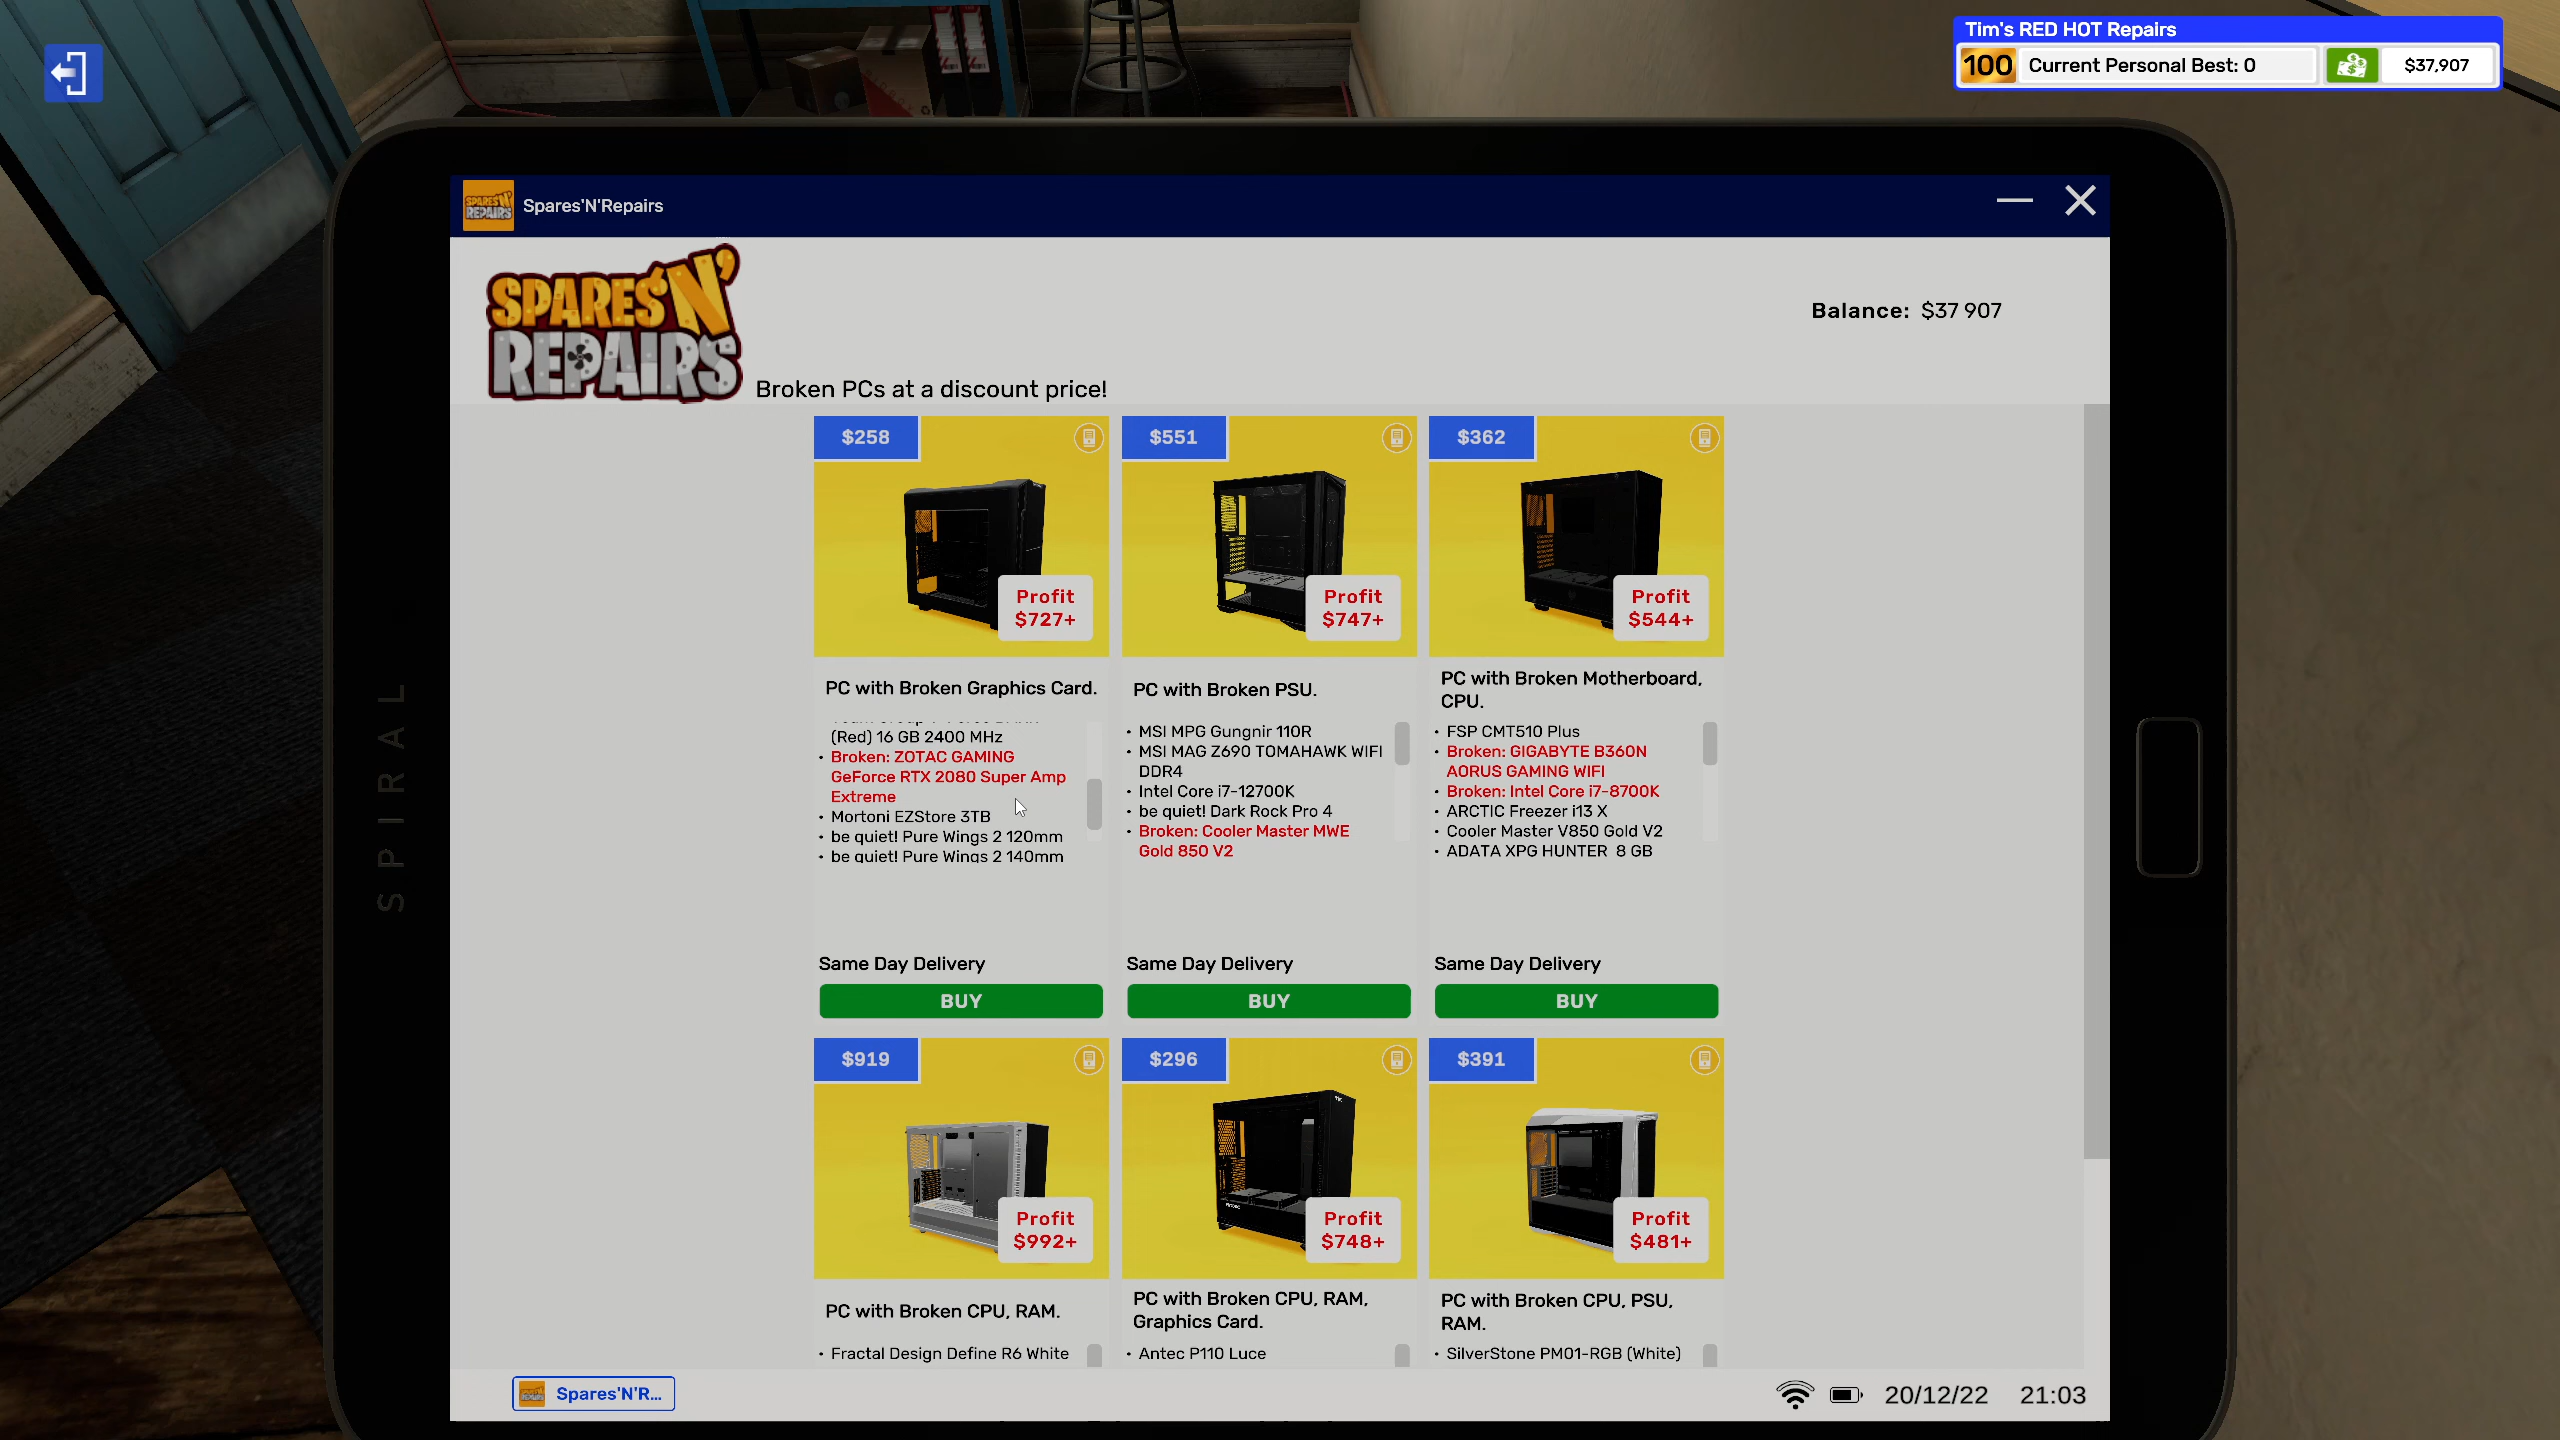 Tim's RED HOT Repairs
100 Current Personal Best: 0 $37,907
SPARES'N' REPAIRS Spares'N'Repairs
SPARES'N'
REPAIRS
Balance: $37 907
Broken PCs at a discount price!
$258
Profit
$727+
PC with Broken Graphics Card.
(Red) 16 GB 2400 MHz
• Broken: ZOTAC GAMING
GeForce RTX 2080 Super Amp
Extreme
• Mortoni EZStore 3TB
• be quiet! Pure Wings 2 120mm
• be quiet! Pure Wings 2 140mm
Same Day Delivery
BUY
$551
Profit
$747+
PC with Broken PSU.
• MSI MPG Gungnir 110R
• MSI MAG Z690 TOMAHAWK WIFI
DDR4
• Intel Core i7-12700K
• be quiet! Dark Rock Pro 4
• Broken: Cooler Master MWE
Gold 850 V2
Same Day Delivery
BUY
$362
Profit
$544+
PC with Broken Motherboard,
CPU.
• FSP CMT510 Plus
• Broken: GIGABYTE B360N
AORUS GAMING WIFI
• Broken: Intel Core i7-8700K
• ARCTIC Freezer i13 X
• Cooler Master V850 Gold V2
• ADATA XPG HUNTER 8 GB
Same Day Delivery
BUY
$919
Profit
$992+
PC with Broken CPU, RAM.
• Fractal Design Define R6 White
$296
Profit
$748+
PC with Broken CPU, RAM,
Graphics Card.
• Antec P110 Luce
$391
Profit
$481+
PC with Broken CPU, PSU,
RAM.
• SilverStone PM01-RGB (White)
SPIRAL
Spares'N'R...
20/12/22 21:03